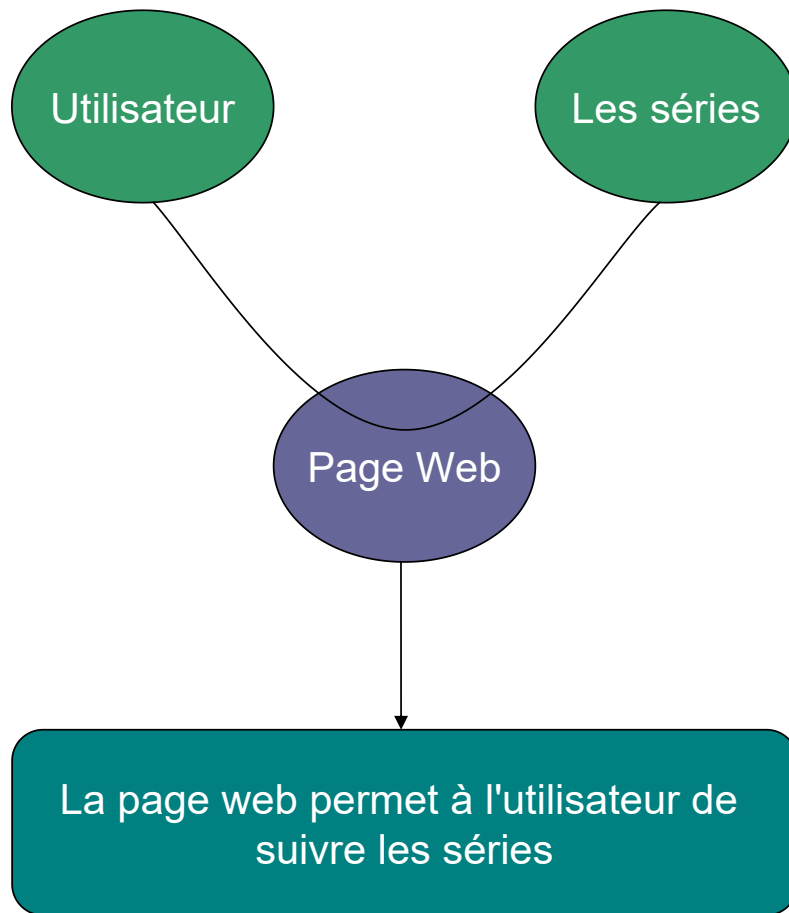 Utilisateur
Les séries
Page Web
La page web permet à l'utilisateur de
suivre les séries